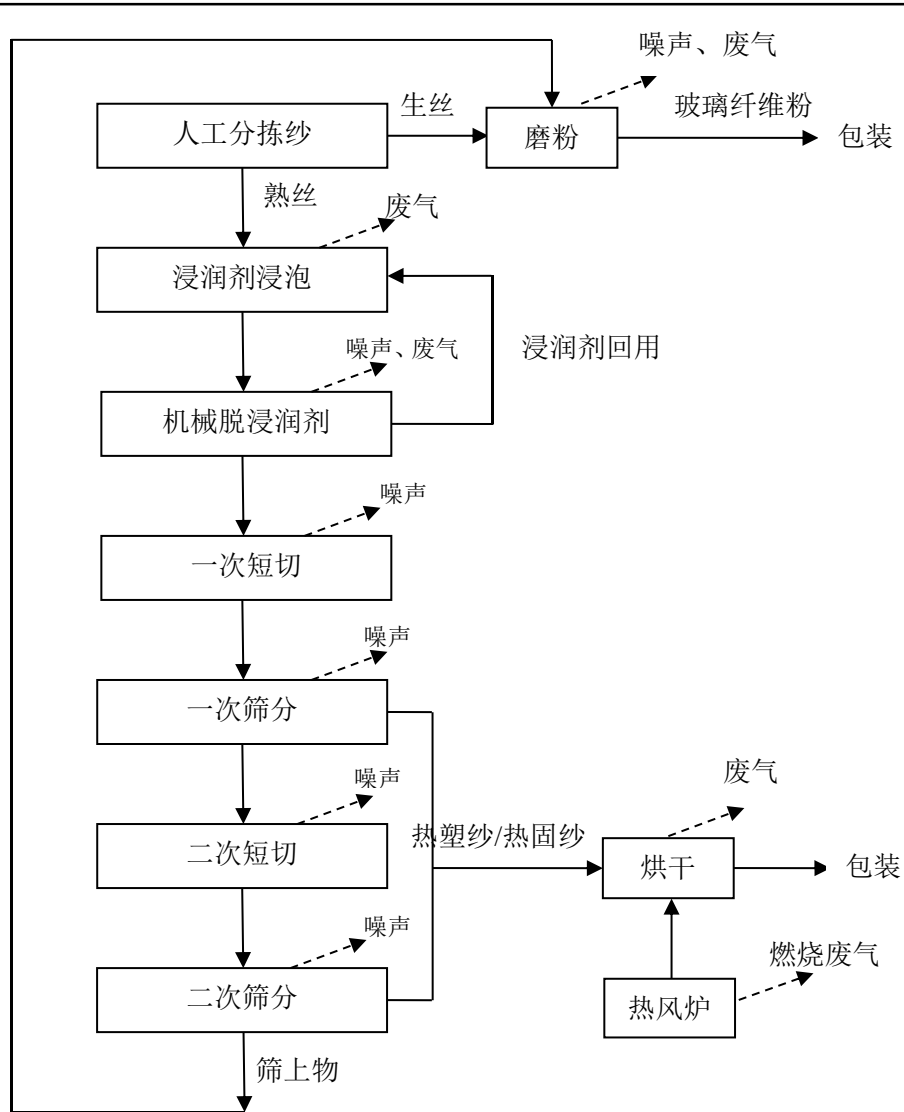 噪声、废气
生丝
玻璃纤维粉
人工分拣纱
磨粉
包装
熟丝
废气
浸润剂浸泡
噪声、废气
浸润剂回用
机械脱浸润剂
噪声
一次短切
噪声
一次筛分
噪声
废气
热塑纱/热固纱
二次短切
烘干
包装
噪声
燃烧废气
二次筛分
热风炉
筛上物